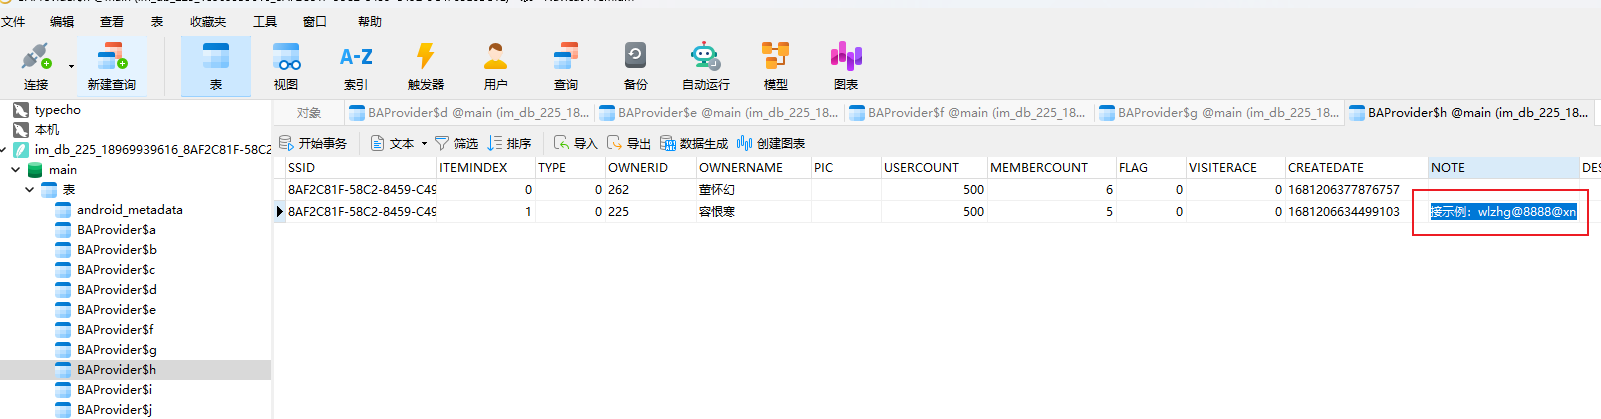 文件 编辑 查看 表 收藏夹 工具 窗口 帮助
连接 新建查询 表 视图 索引 触发器 用户 查询 备份 自动运行 模型 图表
typecho
本机
im_db_225_18969939616_8AF2C81F-58C2
main
表
android_metadata
BAProvider$a
BAProvider$b
BAProvider$c
BAProvider$d
BAProvider$e
BAProvider$f
BAProvider$g
BAProvider$h
BAProvider$i
BAProvider$j
对象 BAProvider$d @main (im_db_225_18... BAProvider$e @main (im_db_225_18... BAProvider$f @main (im_db_225_18... BAProvider$g @main (im_db_225_18... BAProvider$h @main (im_db_225_18...
开始事务 文本 筛选 排序 导入 导出 数据生成 创建图表
SSID ITEMINDEX TYPE OWNERID OWNERNAME PIC USERCOUNT MEMBERCOUNT FLAG VISITERACE CREATEDATE NOTE DES
8AF2C81F-58C2-8459-C49 0 0 262 董怀幻 500 6 0 0 1681206377876757
8AF2C81F-58C2-8459-C49 1 0 225 容恨寒 500 5 0 0 1681206634499103 接示例：wlzhg@8888@xn